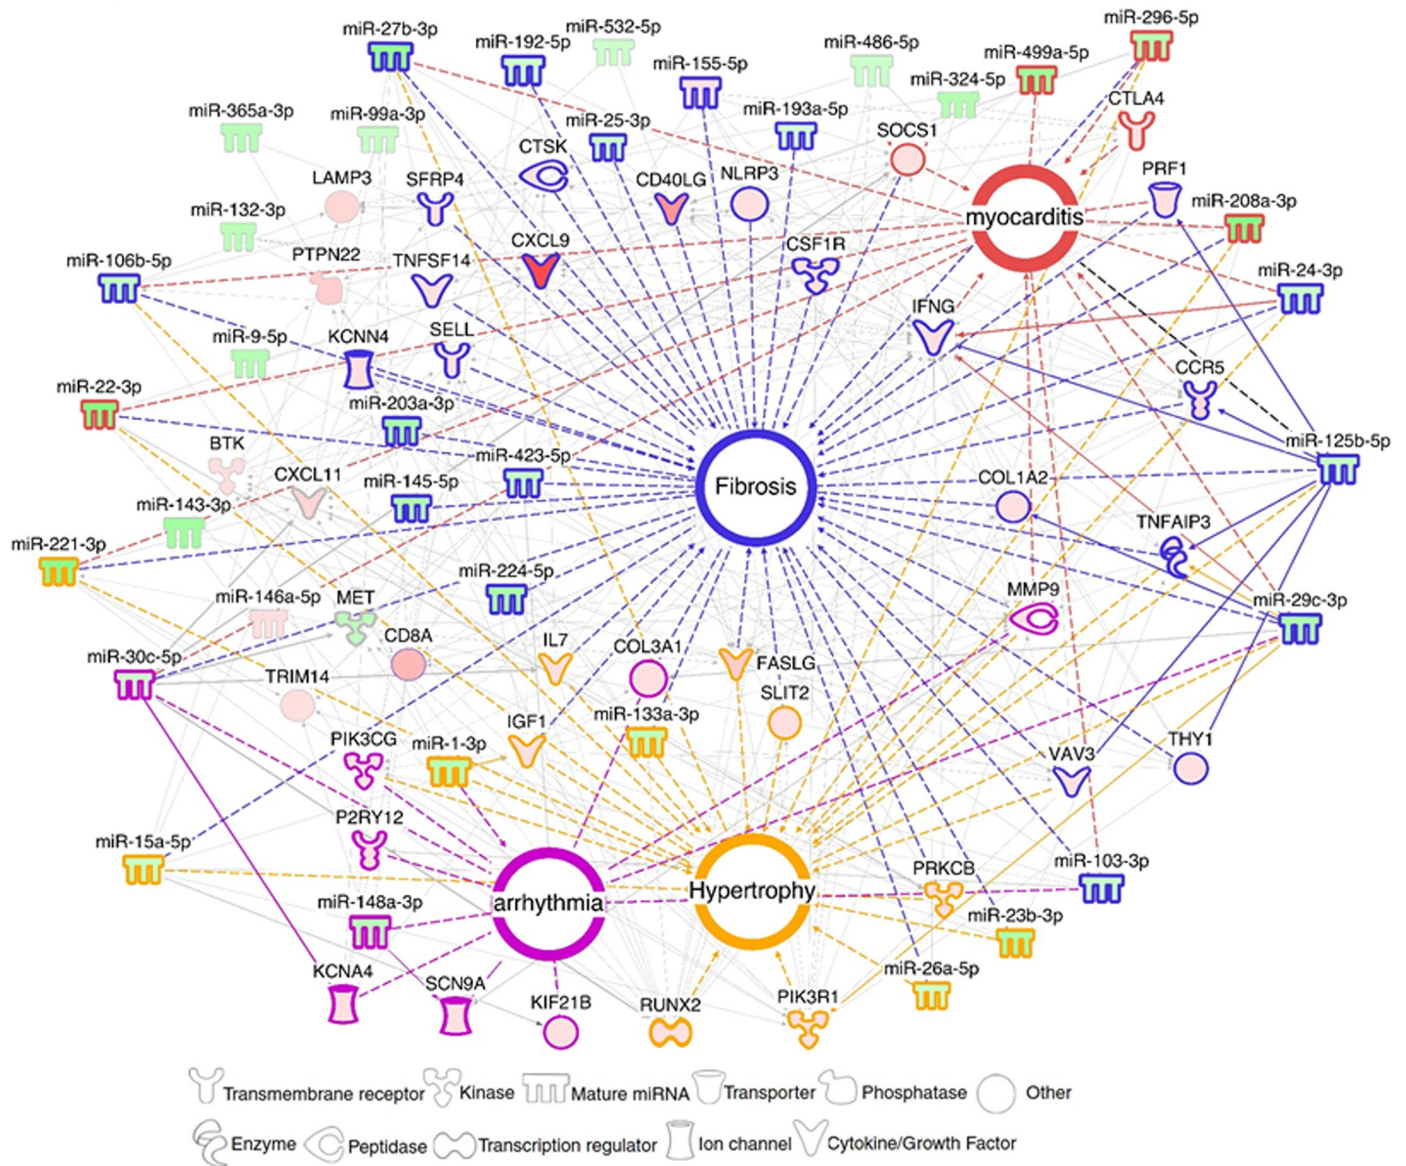 miR-296-5p
miR-27b-3p
miR-532-5p
miR-192-5p
miR-486-5p
miR-499a-5p
miR-155-5p
miR-324-5p
CTLA4
miR-365a-3p
miR-99a-3p
miR-193a-5p
miR-25-3p
SOCS1
CTSK
PRF1
LAMP3
SFRP4
CD40LG
NLRP3
miR-208a-3p
miR-132-3p
myocarditis
CXCL9
CSF1R
PTPN22
TNFSF14
miR-106b-5p
miR-24-3p
IFNG
miR-9-5p
KCNN4
SELL
CCR5
miR-22-3p
miR-203a-3p
BTK
miR-125b-5p
miR-423-5p
CXCL11
miR-145-5p
Fibrosis
COL1A2
miR-143-3p
TNFAIP3
miR-221-3p
miR-224-5p
MMP9
miR-146a-5p
MET
miR-29c-3p
CD8A
IL7
COL3A1
miR-30c-5p
FASLG
TRIM14
SLIT2
miR-133a-3p
IGF1
PIK3CG
miR-1-3p
THY1
VAV3
P2RY12
miR-15a-5p
miR-103-3p
PRKCB
Hypertrophy
arrhythmia
miR-148a-3p
miR-23b-3p
miR-26a-5p
KCNA4
SCN9A
KIF21B
RUNX2
PIK3R1
Transmembrane receptor Kinase Mature miRNA Transporter Phosphatase Other
Enzyme Peptidase Transcription regulator Ion channel Cytokine/Growth Factor